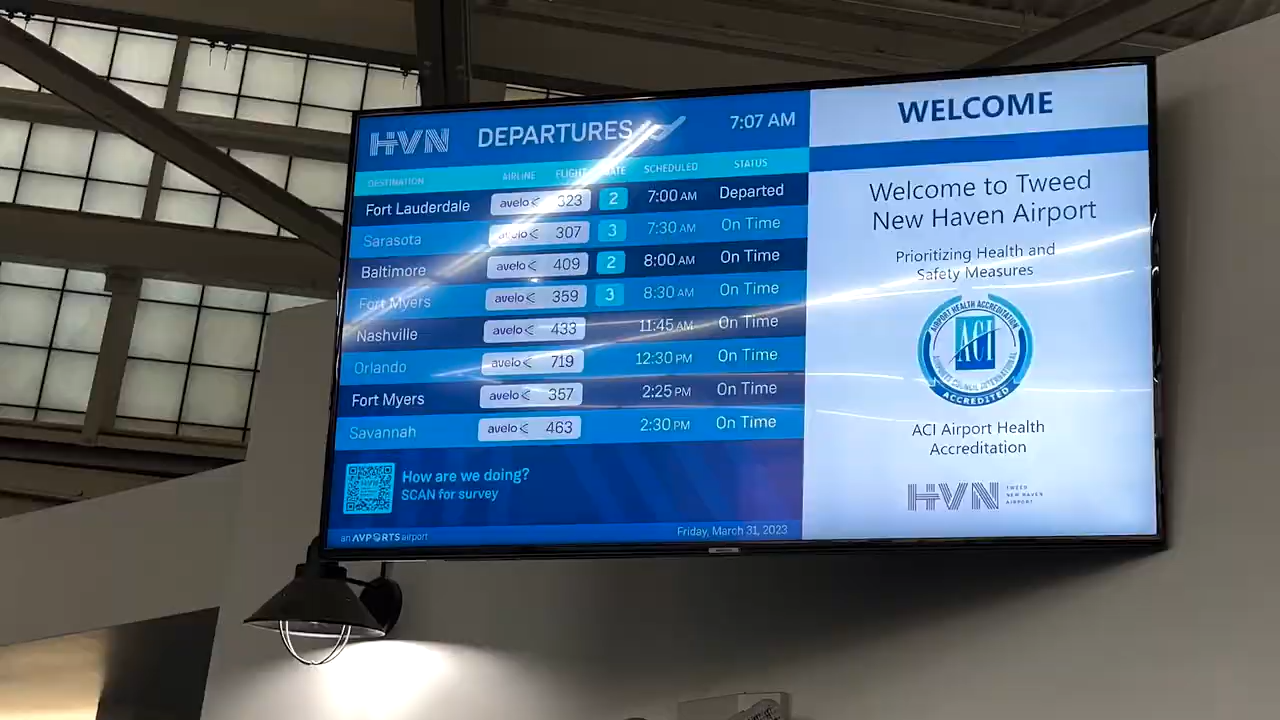 HVN DEPARTURES 7:07 AM
DESTINATION AIRLINE FLIGHT GATE SCHEDULED STATUS
Fort Lauderdale avelo 323 2 7:00 AM Departed
Sarasota avelo 307 3 7:30 AM On Time
Baltimore avelo 409 2 8:00 AM On Time
Fort Myers avelo 359 3 8:30 AM On Time
Nashville avelo 433 11:45 AM On Time
Orlando avelo 719 12:30 PM On Time
Fort Myers avelo 357 2:25 PM On Time
Savannah avelo 463 2:30 PM On Time
How are we doing?
SCAN for survey
an AVPORTS airport
Friday, March 31, 2023
WELCOME
Welcome to Tweed
New Haven Airport
Prioritizing Health and
Safety Measures
AIRPORT HEALTH ACCREDITATION
ACI
AIRPORTS COUNCIL INTERNATIONAL
ACCREDITED
ACI Airport Health
Accreditation
HVN
TWEED
NEW HAVEN
AIRPORT